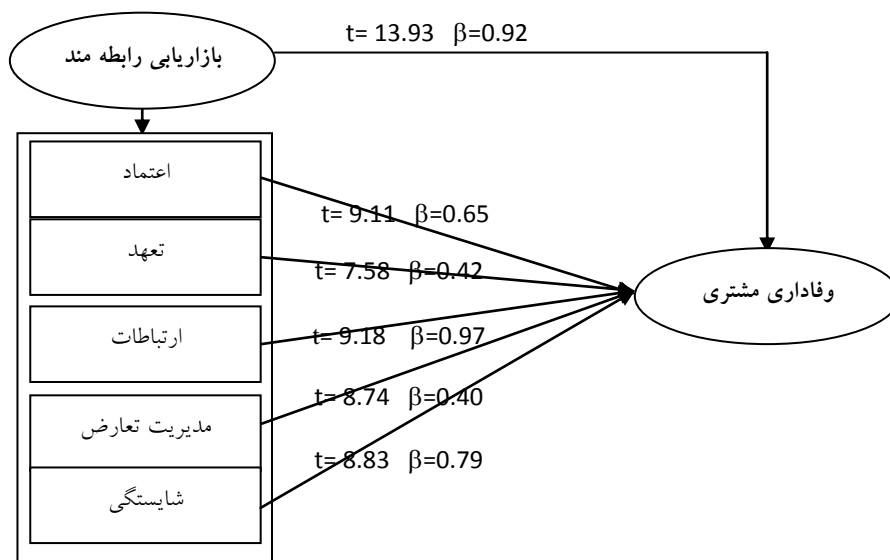 t= 13.93 β=0.92
بازاریابی رابطه مند
اعتماد
t= 9.11 β=0.65
تعهد
t= 7.58 β=0.42
وفاداری مشتری
ارتباطات
t= 9.18 β=0.97
مدیریت تعارض
t= 8.74 β=0.40
شایستگی
t= 8.83 β=0.79